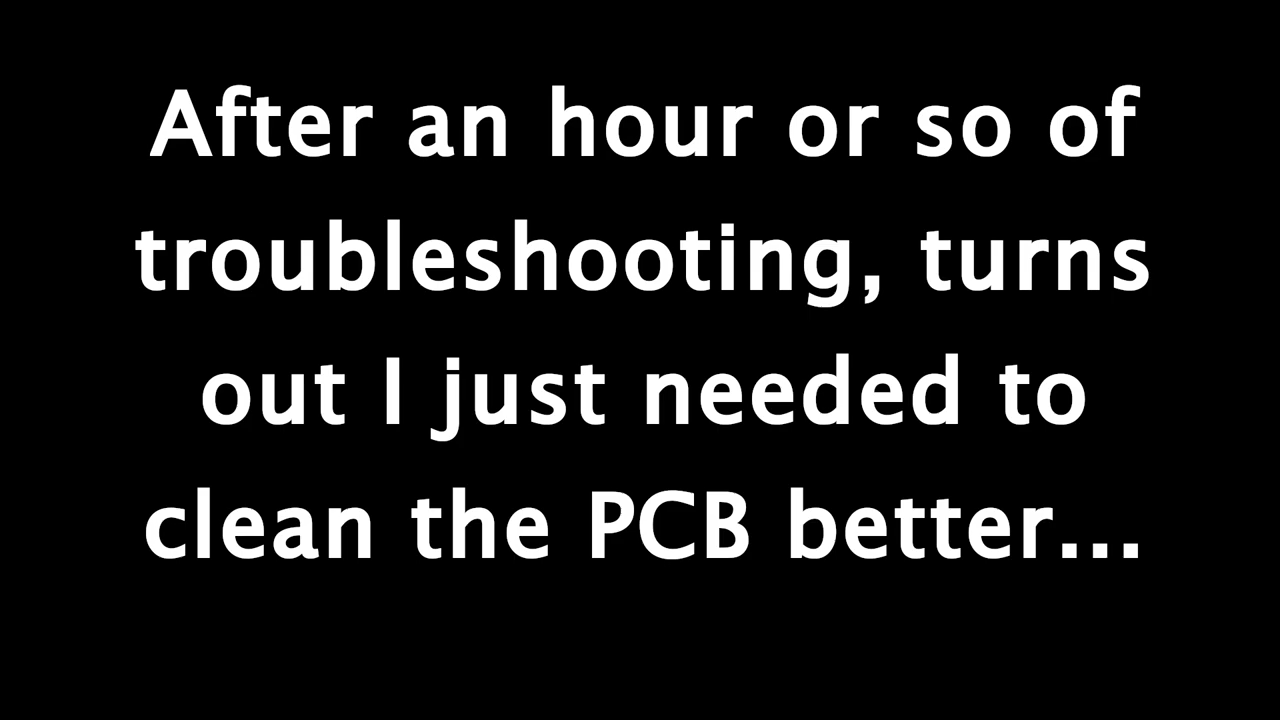 After an hour or so of
troubleshooting, turns
out I just needed to
clean the PCB better...